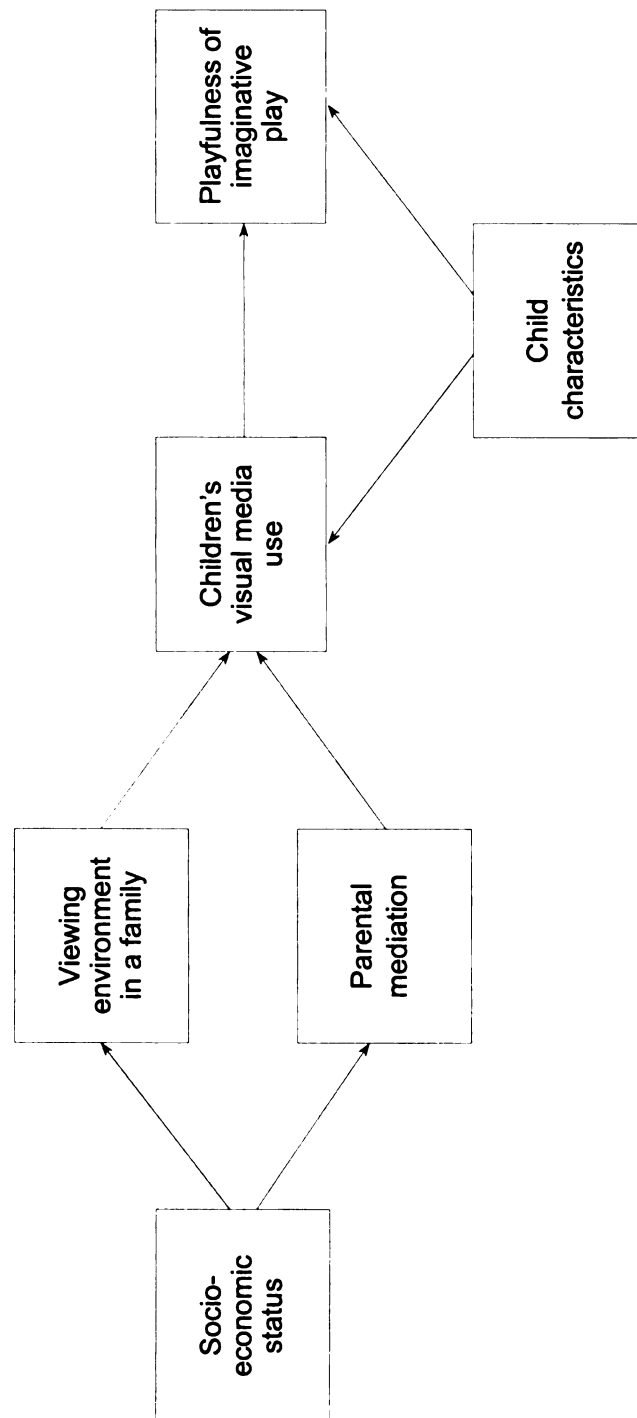 Socio-
economic
status
Viewing
environment
in a family
Parental
mediation
Children's
visual media
use
Child
characteristics
Playfulness of
imaginative
play